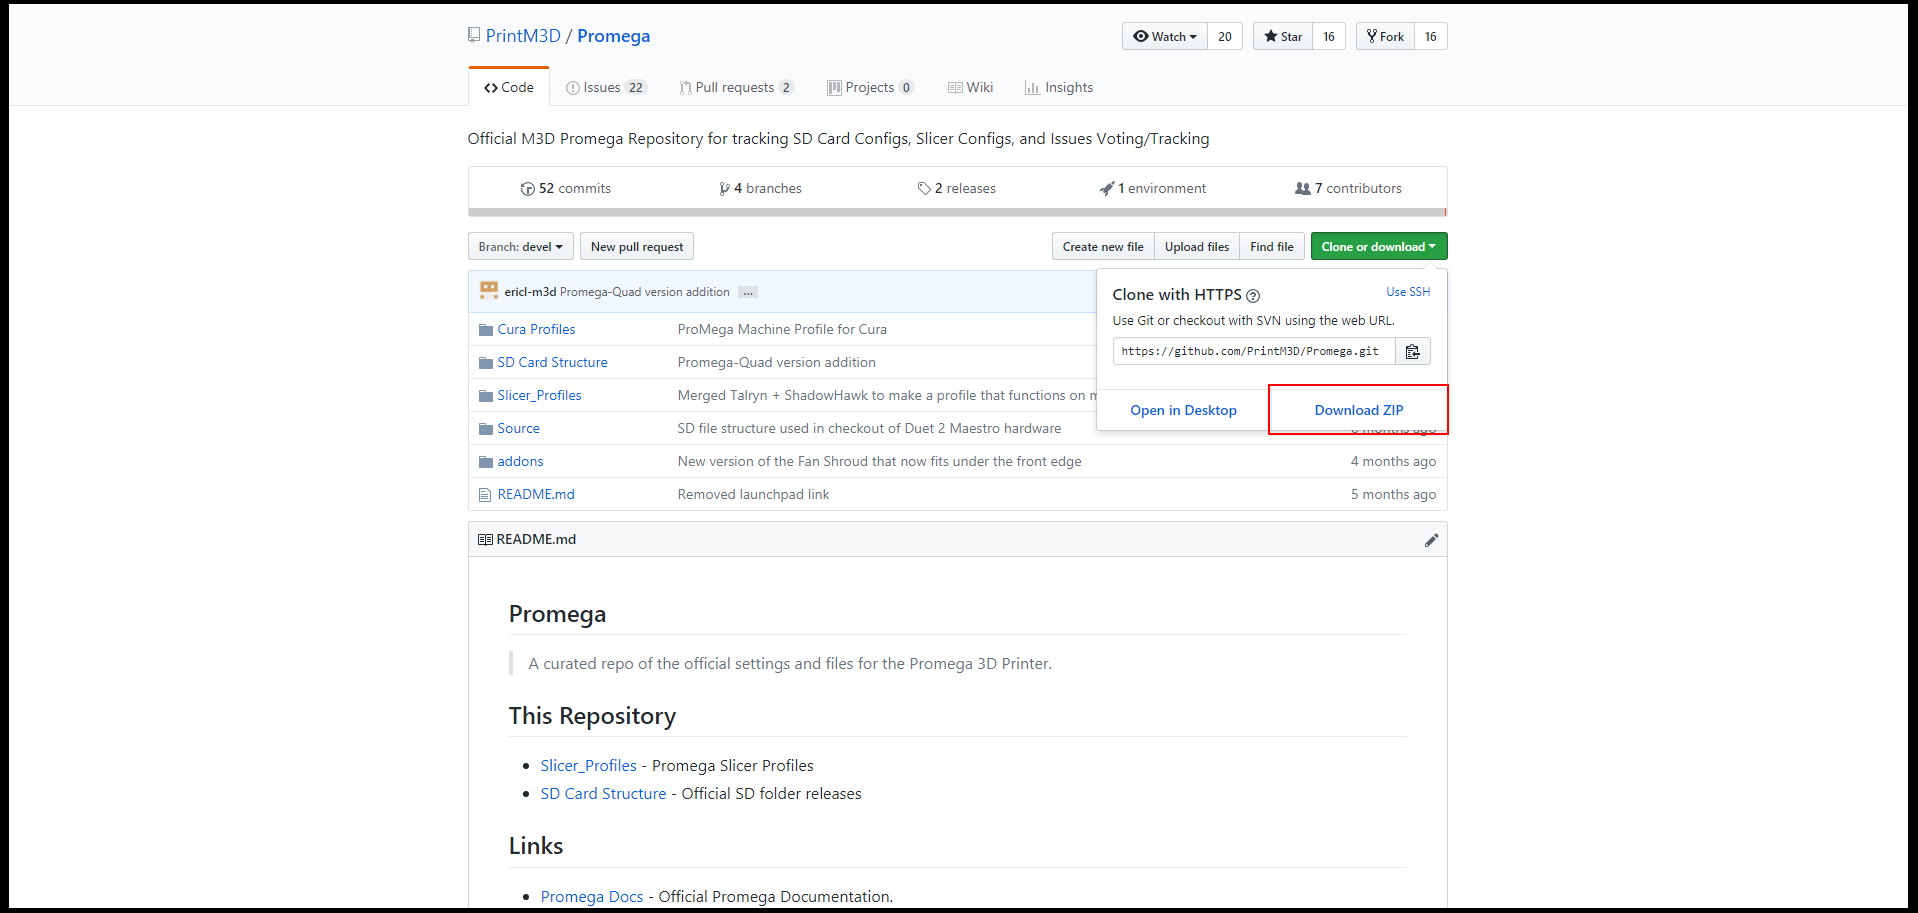 PrintM3D / Promega
Watch 20 Star 16 Fork 16
Code Issues 22 Pull requests 2 Projects 0 Wiki Insights
Official M3D Promega Repository for tracking SD Card Configs, Slicer Configs, and Issues Voting/Tracking
52 commits 4 branches 2 releases 1 environment 7 contributors
Branch: devel New pull request Create new file Upload files Find file Clone or download
ericl-m3d Promega-Quad version addition ...
Clone with HTTPS ? Use SSH
Use Git or checkout with SVN using the web URL.
https://github.com/PrintM3D/Promega.git
Open in Desktop Download ZIP
Cura Profiles ProMega Machine Profile for Cura
SD Card Structure Promega-Quad version addition
Slicer_Profiles Merged Talryn + ShadowHawk to make a profile that functions on
Source SD file structure used in checkout of Duet 2 Maestro hardware months ago
addons New version of the Fan Shroud that now fits under the front edge 4 months ago
README.md Removed launchpad link 5 months ago
README.md
Promega
A curated repo of the official settings and files for the Promega 3D Printer.
This Repository
• Slicer_Profiles - Promega Slicer Profiles
• SD Card Structure - Official SD folder releases
Links
• Promega Docs - Official Promega Documentation.